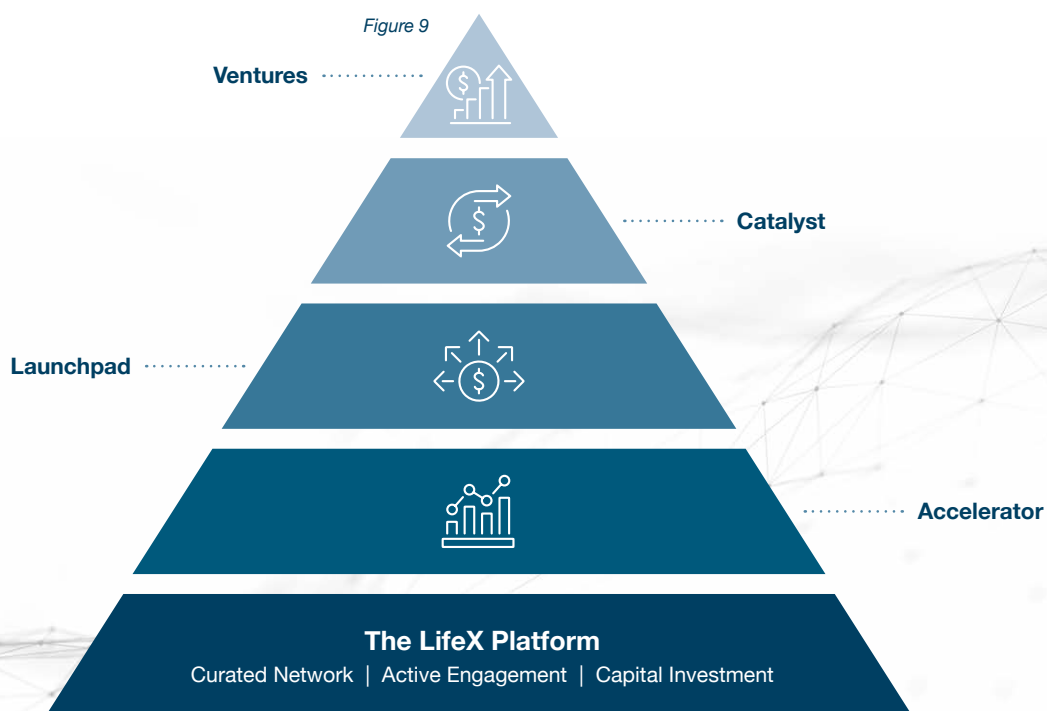 Figure 9
Ventures
Catalyst
Launchpad
Accelerator
The LifeX Platform
Curated Network | Active Engagement | Capital Investment